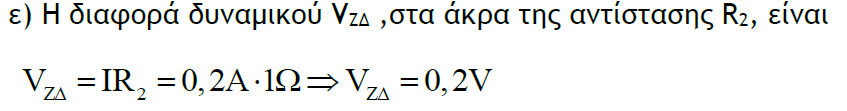 ε) Η διαφορά δυναμικού V_ΖΔ ,στα άκρα της αντίστασης R₂, είναι
V_ΖΔ = IR₂ = 0,2A·1Ω ⇒ V_ΖΔ = 0,2V